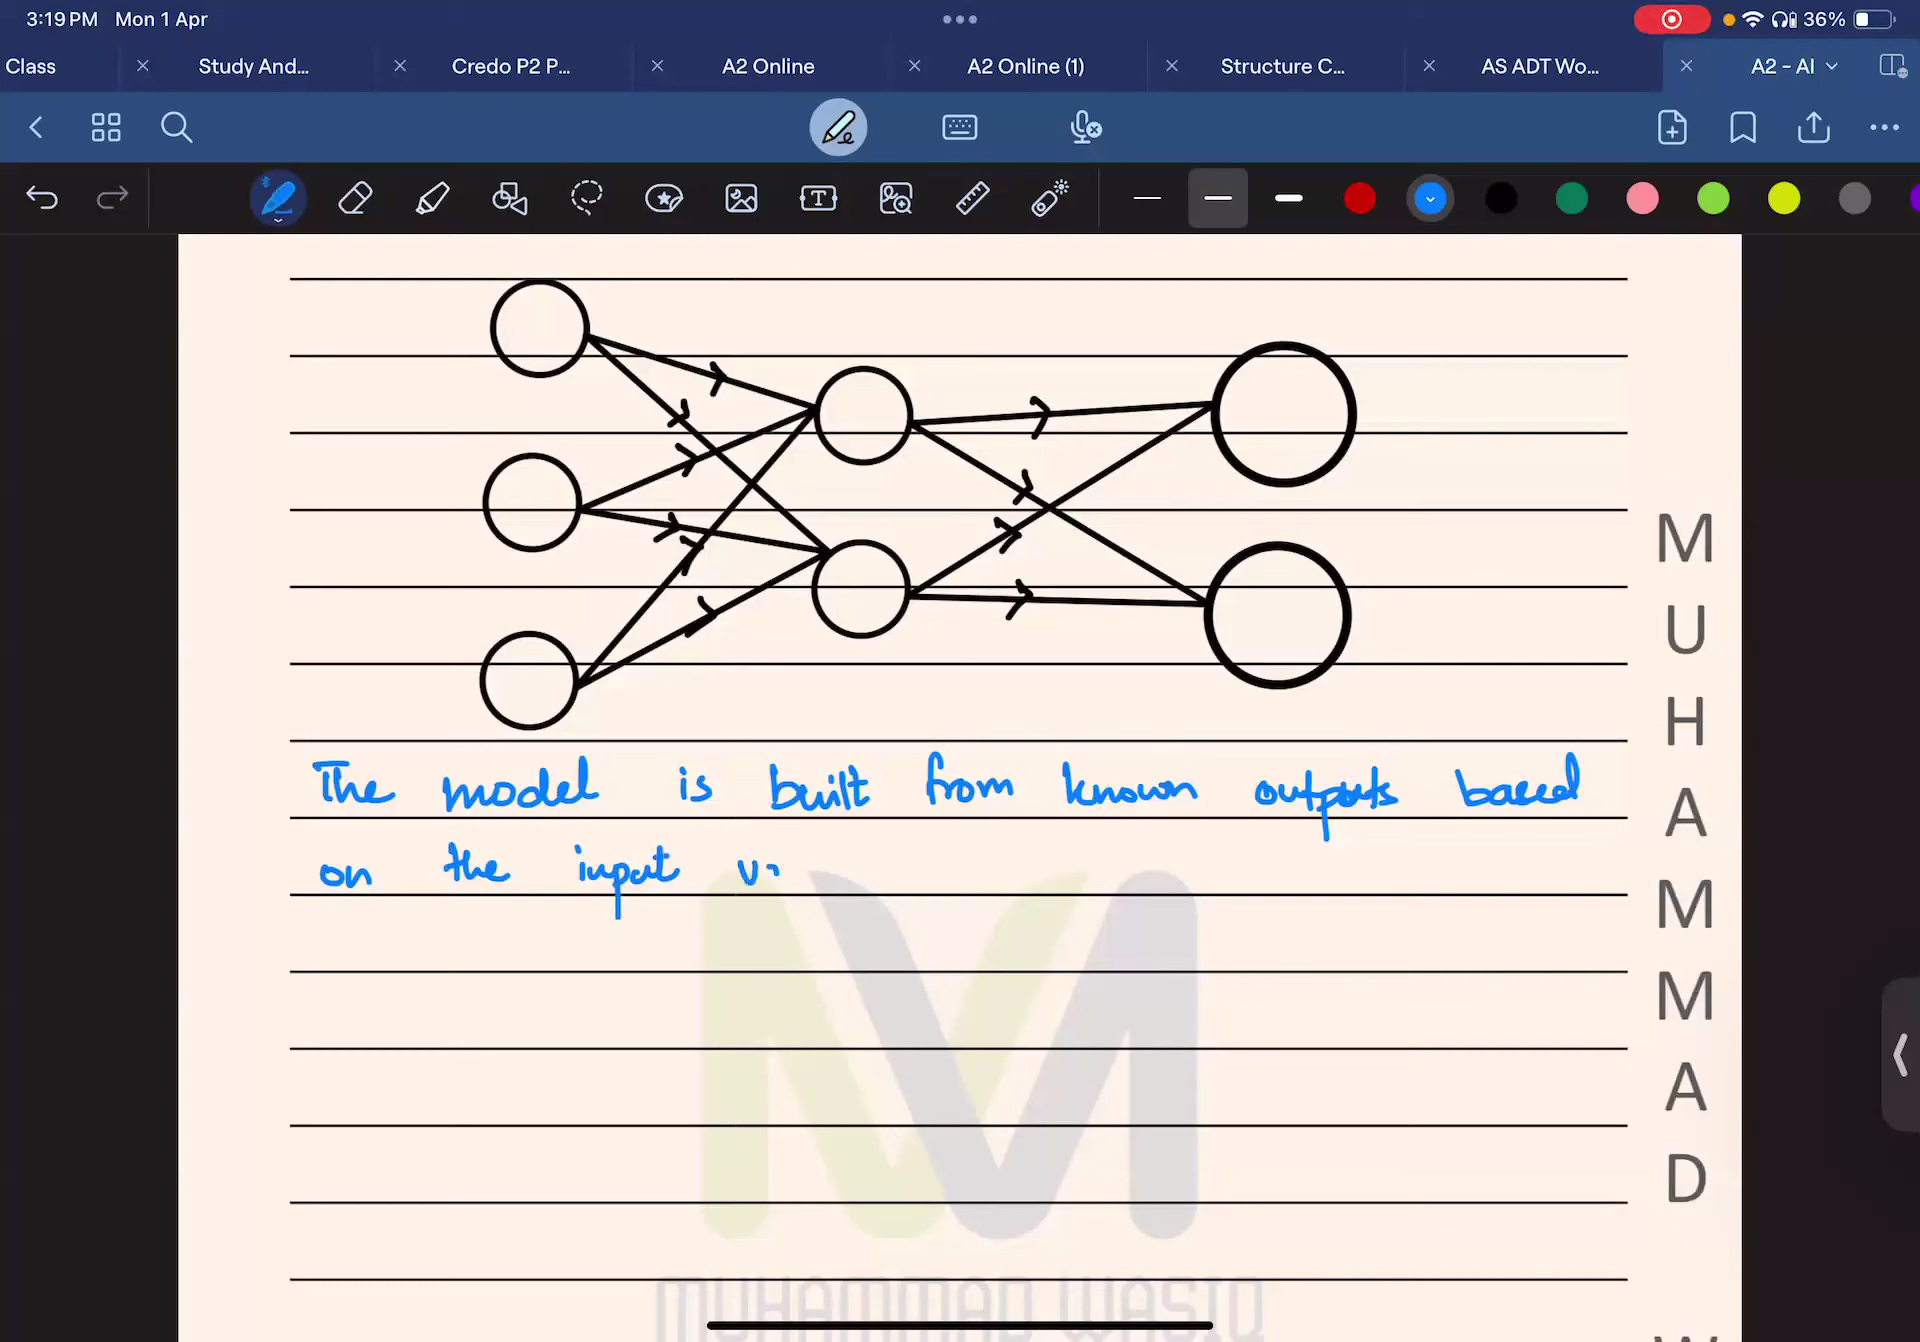 3:19 PM Mon 1 Apr
36%
Class
Study And...
Credo P2 P...
A2 Online
A2 Online (1)
Structure C...
AS ADT Wo...
A2 - AI
The model is built from known outputs based
on the input
M
U
H
A
M
M
A
D
MUHAMMAD WASIQ